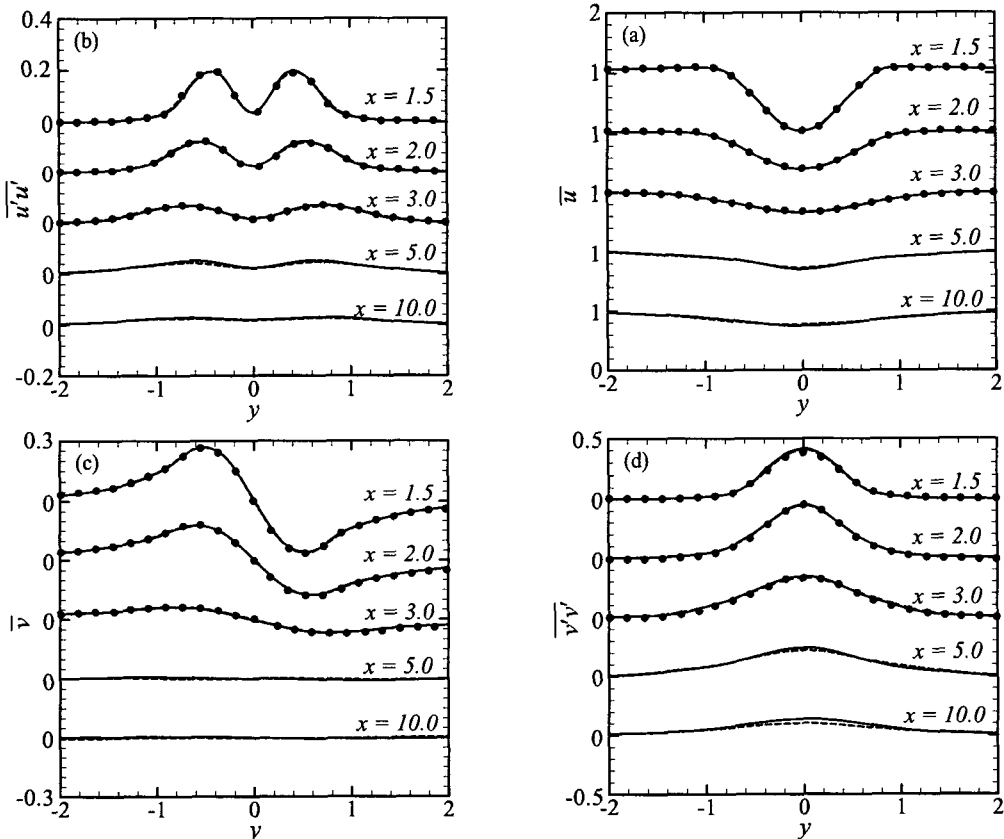 0.4
(b)
x = 1.5
0.2
0
x = 2.0
0
x = 3.0
u'u'
0
x = 5.0
0
x = 10.0
0
-0.2
-2 -1 0 1 2
y
2
(a)
x = 1.5
1
x = 2.0
1
x = 3.0
u
1
x = 5.0
1
x = 10.0
1
0
-2 -1 0 1 2
y
0.3
(c)
x = 1.5
0
x = 2.0
0
x = 3.0
v
0
x = 5.0
0
x = 10.0
0
-0.3
-2 -1 0 1 2
y
0.5
(d)
x = 1.5
0
x = 2.0
0
x = 3.0
v'v'
0
x = 5.0
0
x = 10.0
0
-0.5
-2 -1 0 1 2
y